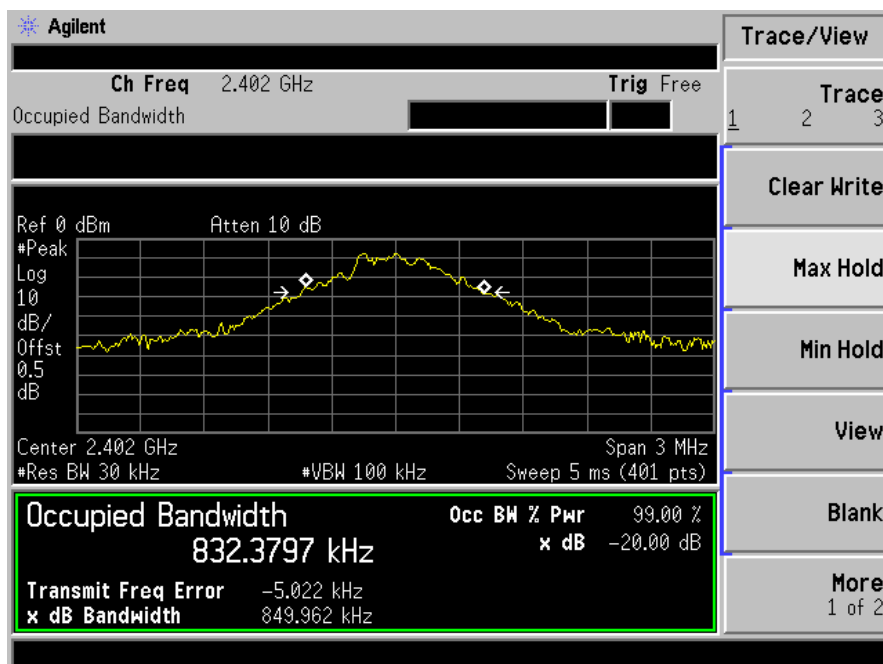 Agilent
Trace/View
Ch Freq 2.402 GHz Trig Free
Occupied Bandwidth
Trace
1 2 3
Clear Write
Max Hold
Min Hold
View
Blank
More
1 of 2
Ref 0 dBm Atten 10 dB
#Peak
Log
10
dB/
Offst
0.5
dB
Center 2.402 GHz Span 3 MHz
#Res BW 30 kHz #VBW 100 kHz Sweep 5 ms (401 pts)
Occupied Bandwidth Occ BW % Pwr 99.00 %
832.3797 kHz x dB -20.00 dB
Transmit Freq Error -5.022 kHz
x dB Bandwidth 849.962 kHz